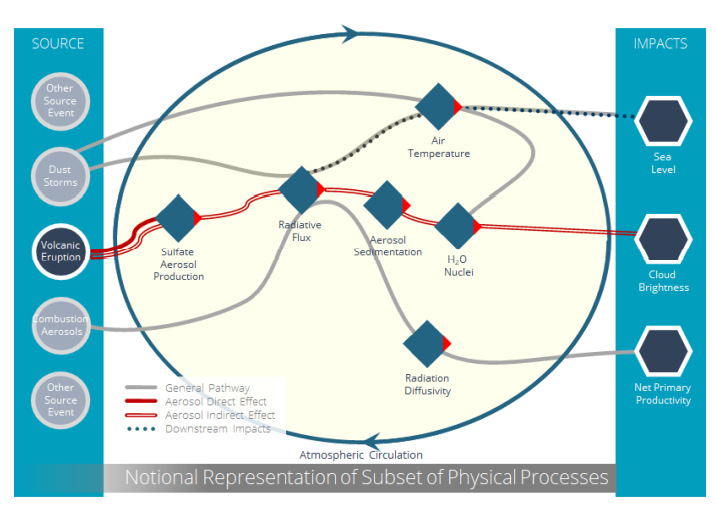 SOURCE
IMPACTS
Other
Source
Event
Dust
Storms
Volcanic
Eruption
Combustion
Aerosols
Other
Source
Event
Sulfate
Aerosol
Production
Radiative
Flux
Aerosol
Sedimentation
Air
Temperature
H₂O
Nuclei
Radiation
Diffusivity
Sea
Level
Cloud
Brightness
Net Primary
Productivity
General Pathway
Aerosol Direct Effect
Aerosol Indirect Effect
Downstream Impacts
Atmospheric Circulation
Notional Representation of Subset of Physical Processes